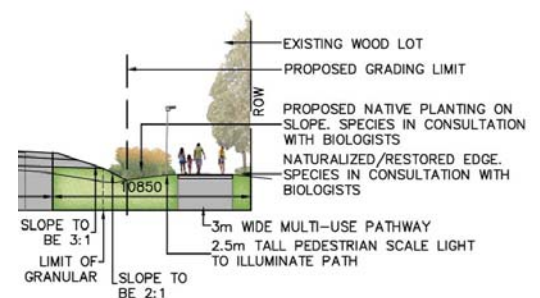 EXISTING WOOD LOT
PROPOSED GRADING LIMIT
ROW
PROPOSED NATIVE PLANTING ON
SLOPE. SPECIES IN CONSULTATION
WITH BIOLOGISTS
NATURALIZED/RESTORED EDGE.
SPECIES IN CONSULTATION WITH
BIOLOGISTS
10850
SLOPE TO
BE 3:1
LIMIT OF
GRANULAR
SLOPE TO
BE 2:1
3m WIDE MULTI-USE PATHWAY
2.5m TALL PEDESTRIAN SCALE LIGHT
TO ILLUMINATE PATH